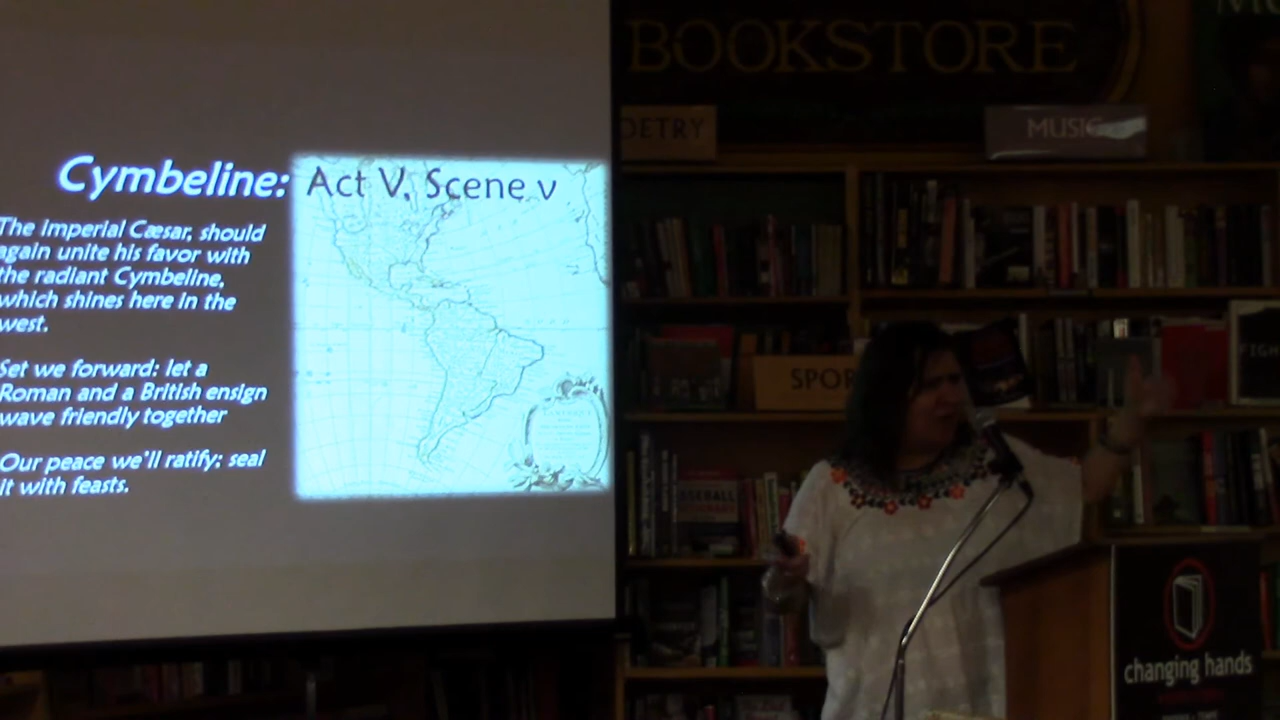 Cymbeline: Act V, Scene v
The Imperial Cæsar, should
again unite his favor with
the radiant Cymbeline,
which shines here in the
west.
Set we forward: let a
Roman and a British ensign
wave friendly together
Our peace we'll ratify; seal
it with feasts.
BOOKSTORE
OETRY
MUSIC
SPOR
FIGH
BASEBALL
changing hands